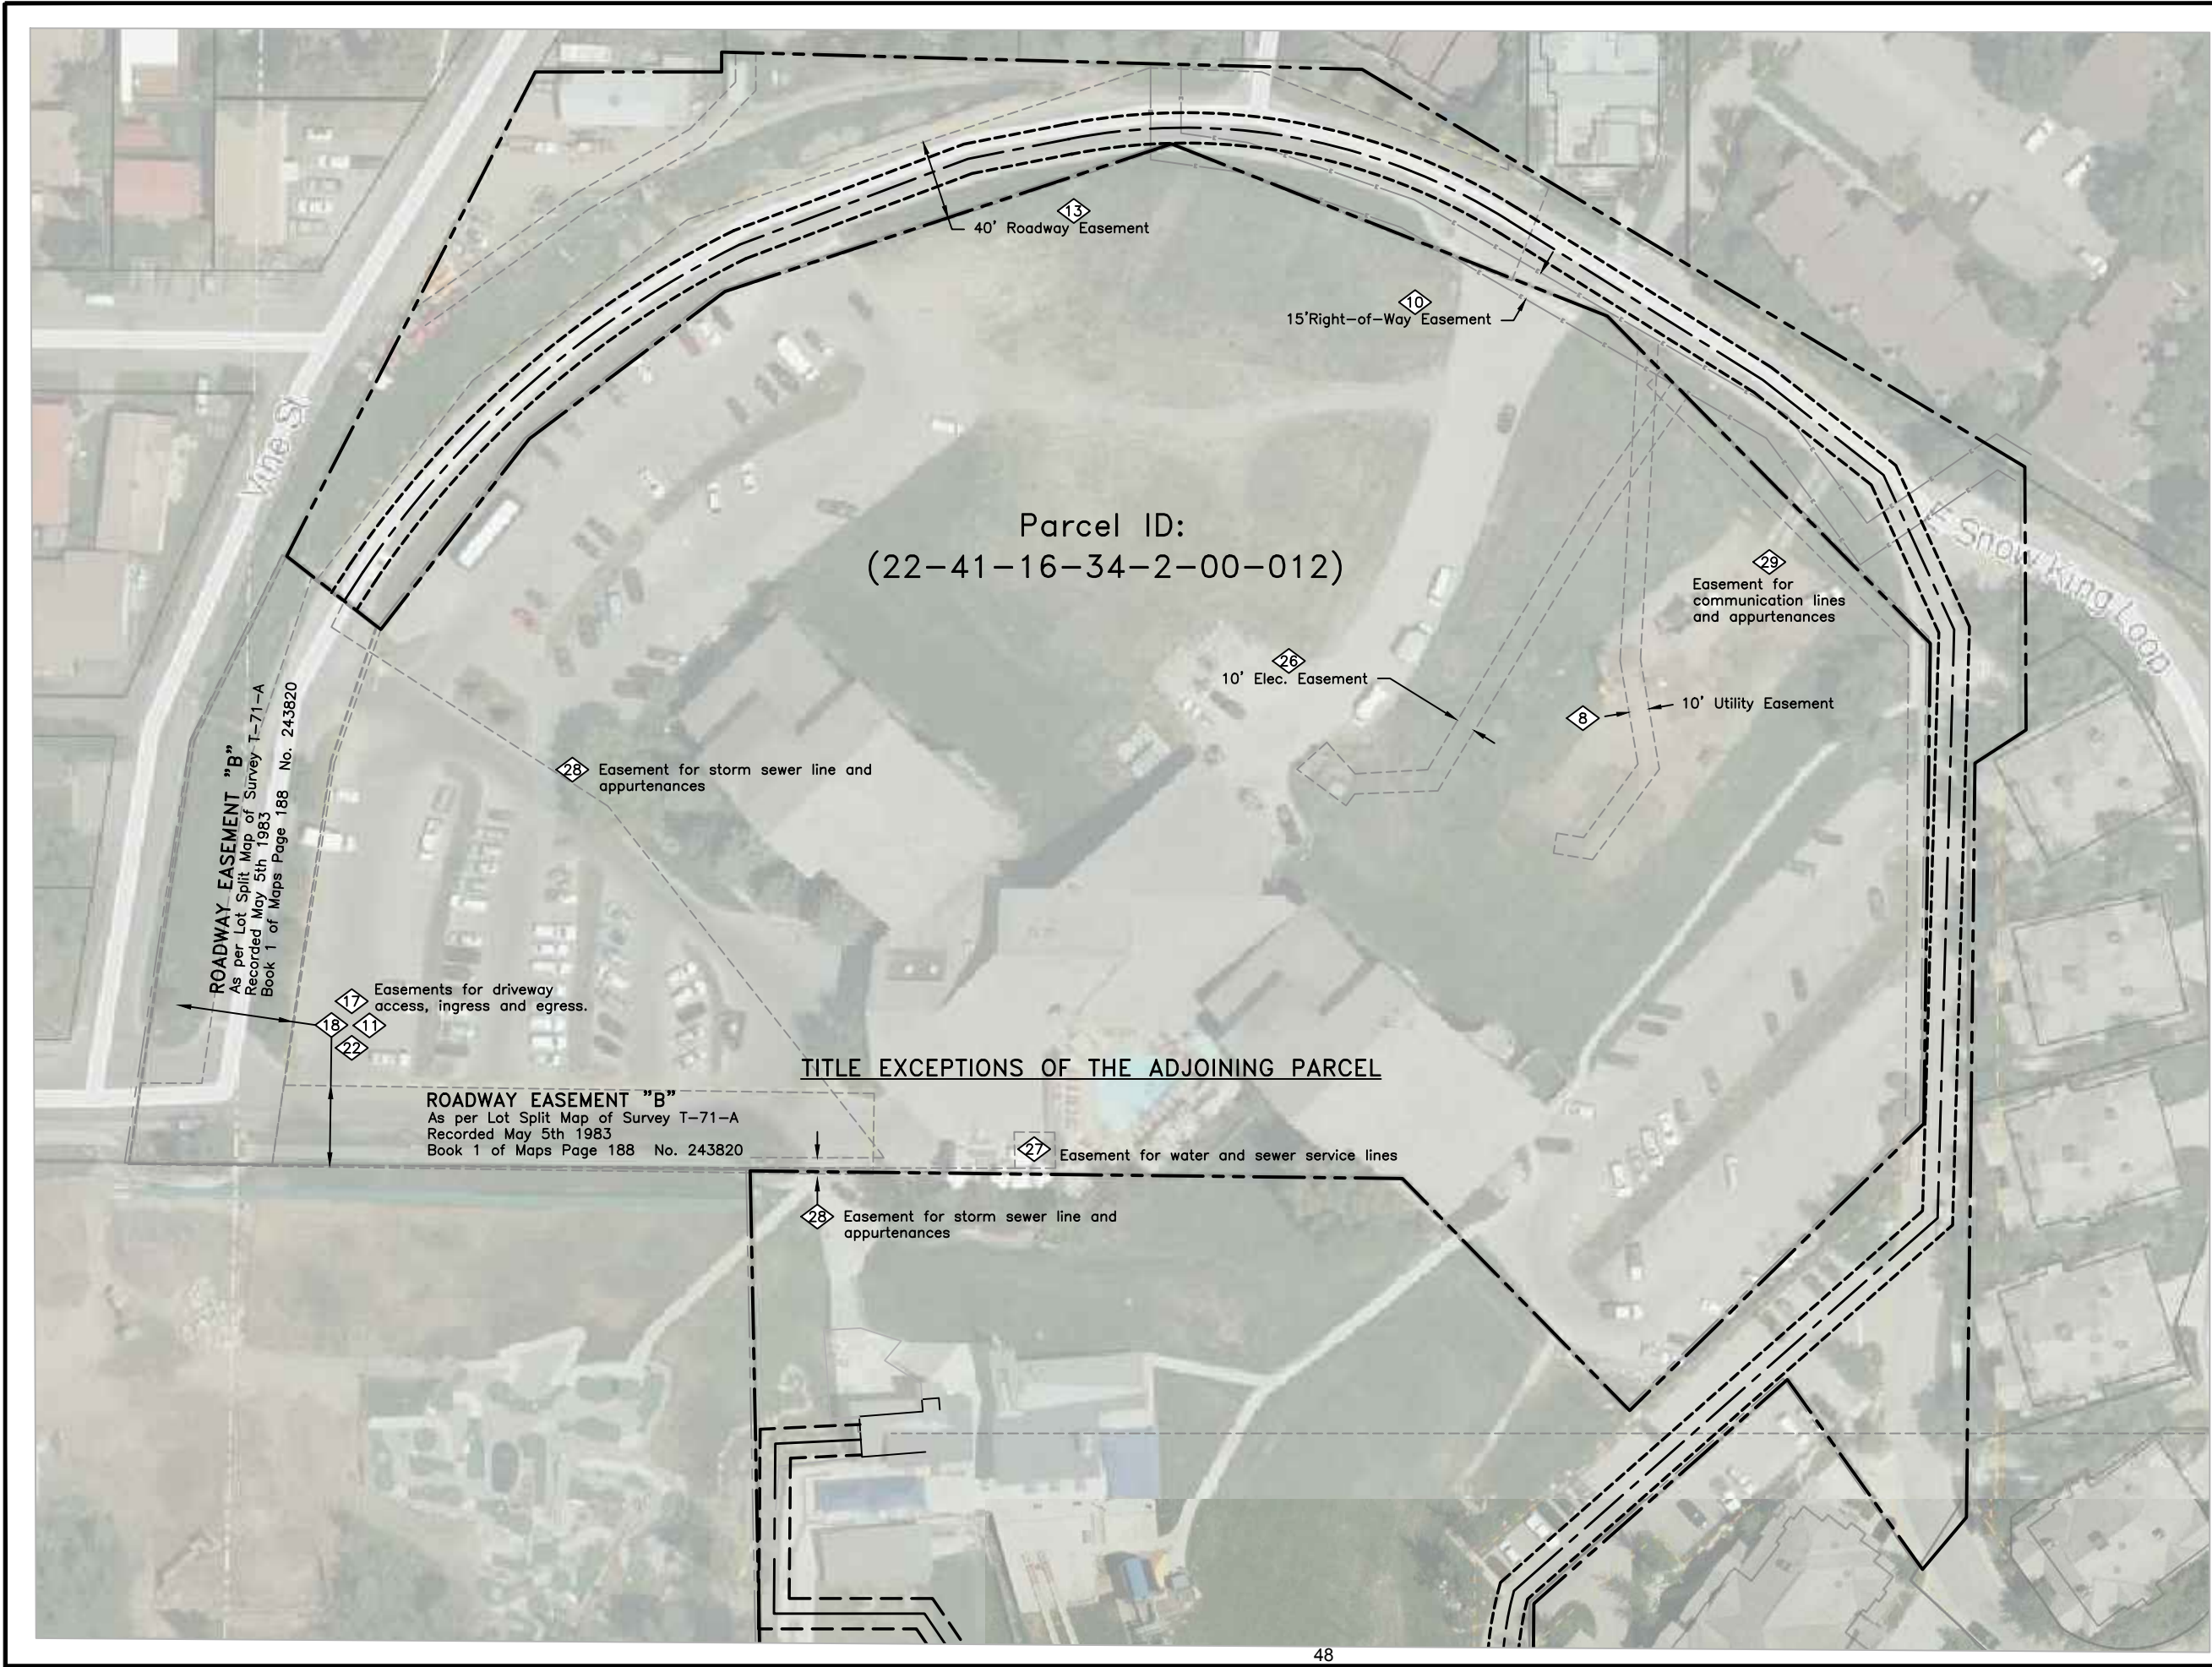 13
40' Roadway Easement
10
15'Right-of-Way Easement
Vine St
Parcel ID:
(22-41-16-34-2-00-012)
E Snow King Loop
29
Easement for
communication lines
and appurtenances
26
10' Elec. Easement
8
10' Utility Easement
28
Easement for storm sewer line and
appurtenances
ROADWAY EASEMENT "B"
As per Lot Split Map of Survey T-71-A
Recorded May 5th 1983
Book 1 of Maps Page 188 No. 243820
17
Easements for driveway
access, ingress and egress.
18
11
22
TITLE EXCEPTIONS OF THE ADJOINING PARCEL
ROADWAY EASEMENT "B"
As per Lot Split Map of Survey T-71-A
Recorded May 5th 1983
Book 1 of Maps Page 188 No. 243820
27
Easement for water and sewer service lines
28
Easement for storm sewer line and
appurtenances
48